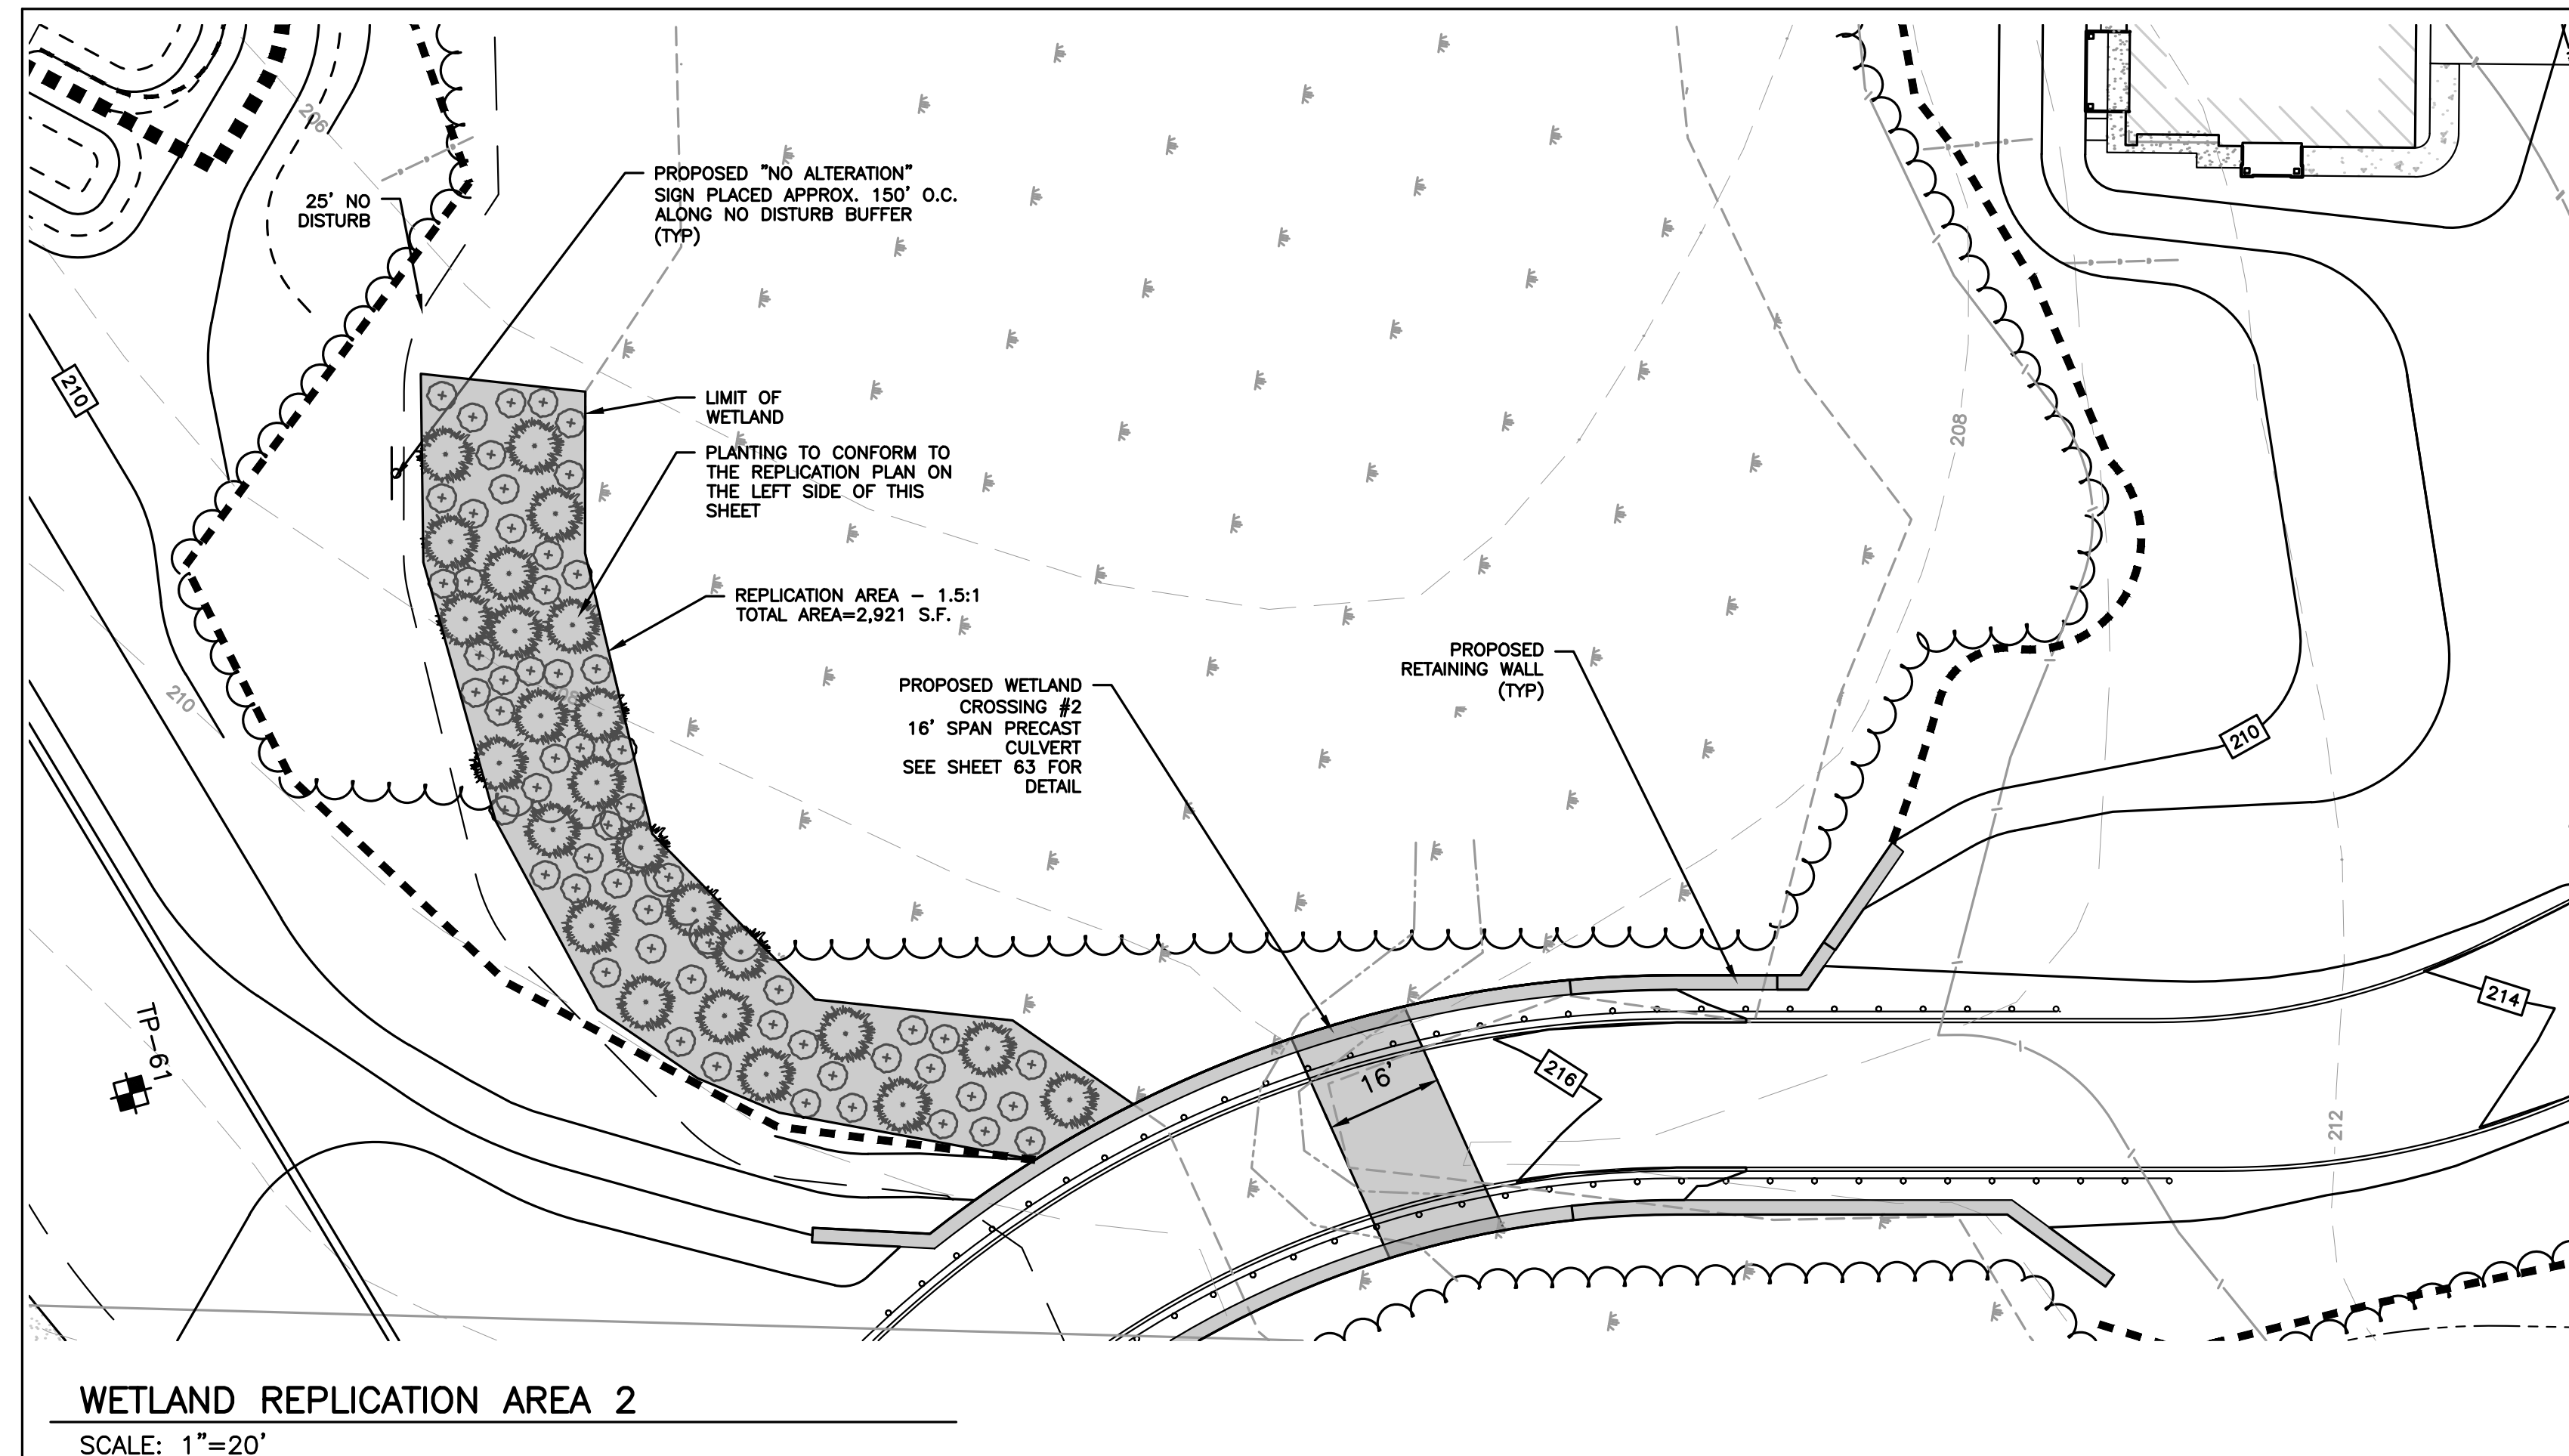 206
25' NO
DISTURB
PROPOSED "NO ALTERATION"
SIGN PLACED APPROX. 150' O.C.
ALONG NO DISTURB BUFFER
(TYP)
210
LIMIT OF
WETLAND
PLANTING TO CONFORM TO
THE REPLICATION PLAN ON
THE LEFT SIDE OF THIS
SHEET
208
REPLICATION AREA – 1.5:1
TOTAL AREA=2,921 S.F.
210
PROPOSED WETLAND
CROSSING #2
16' SPAN PRECAST
CULVERT
SEE SHEET 63 FOR
DETAIL
PROPOSED
RETAINING WALL
(TYP)
210
214
TP–61
16'
216
212
WETLAND REPLICATION AREA 2
SCALE: 1"=20'